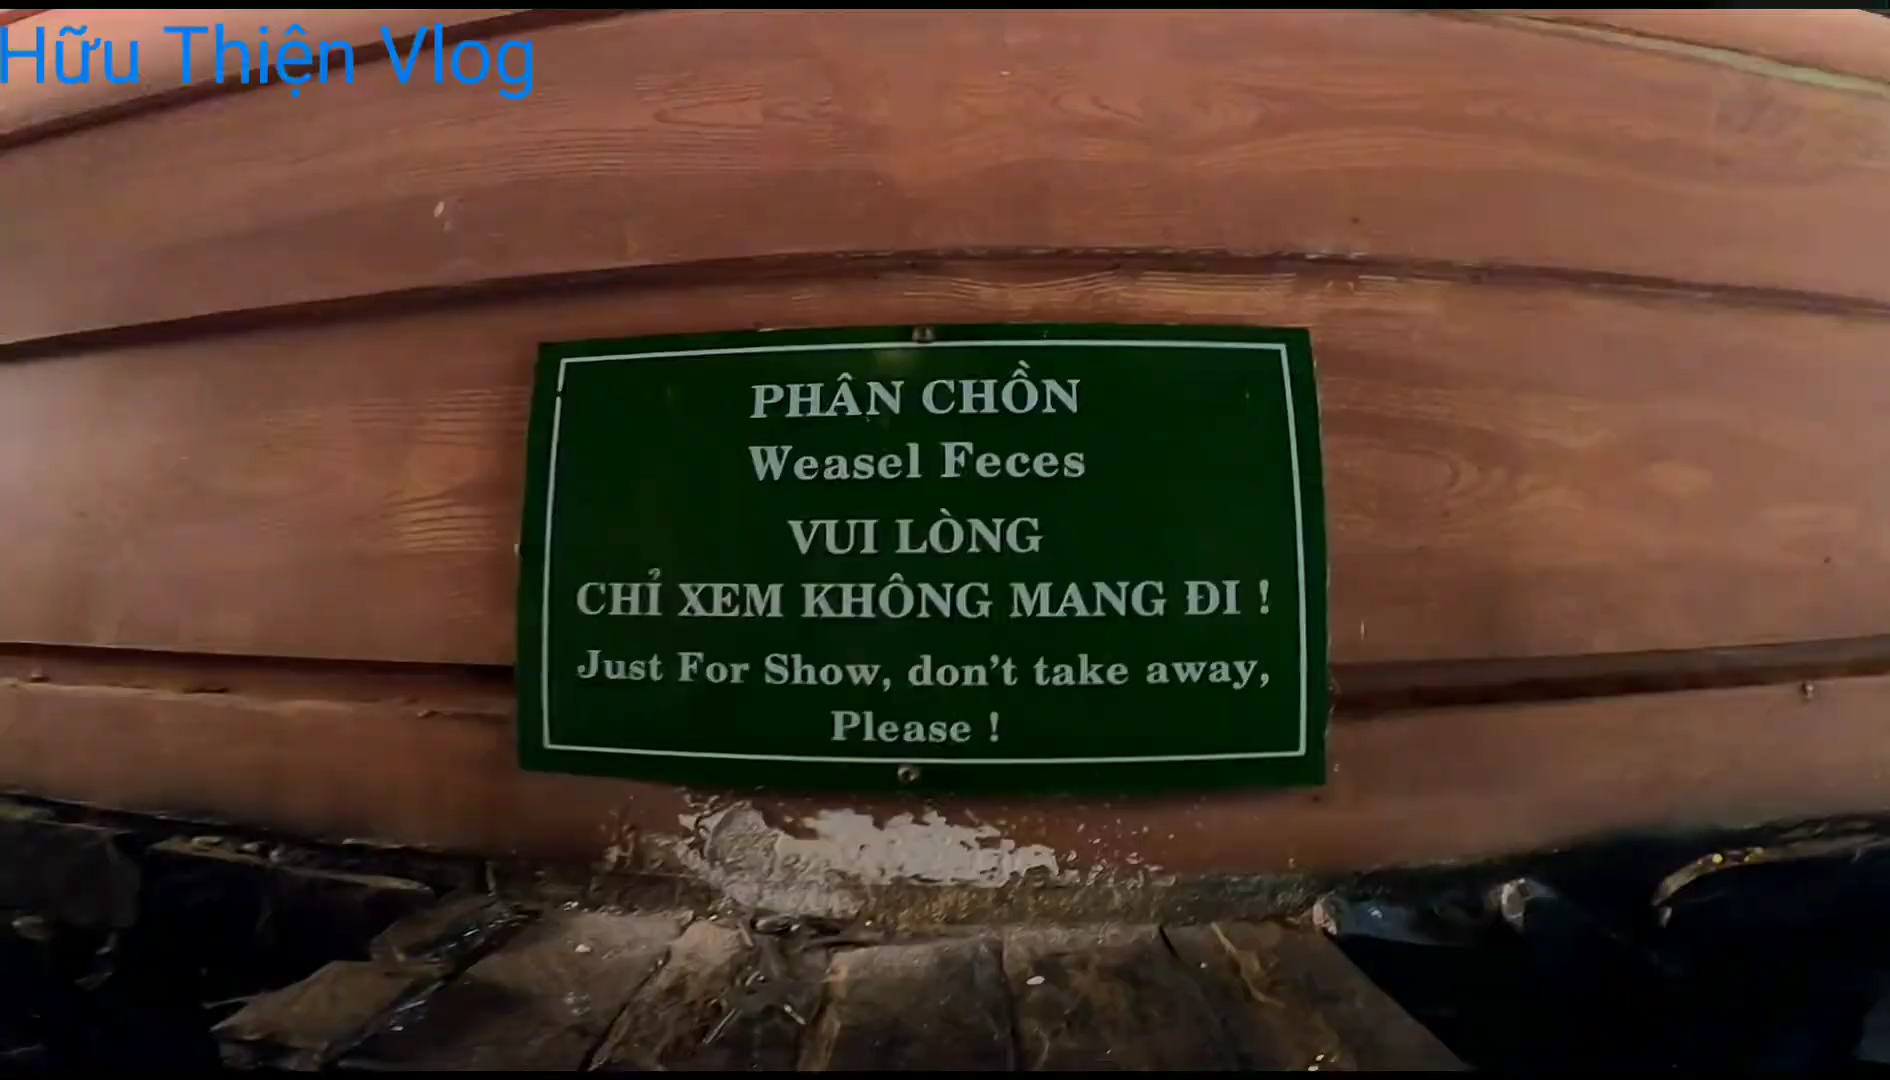 Hữu Thiện Vlog
PHÂN CHỒN
Weasel Feces
VUI LÒNG
CHỈ XEM KHÔNG MANG ĐI !
Just For Show, don't take away,
Please !